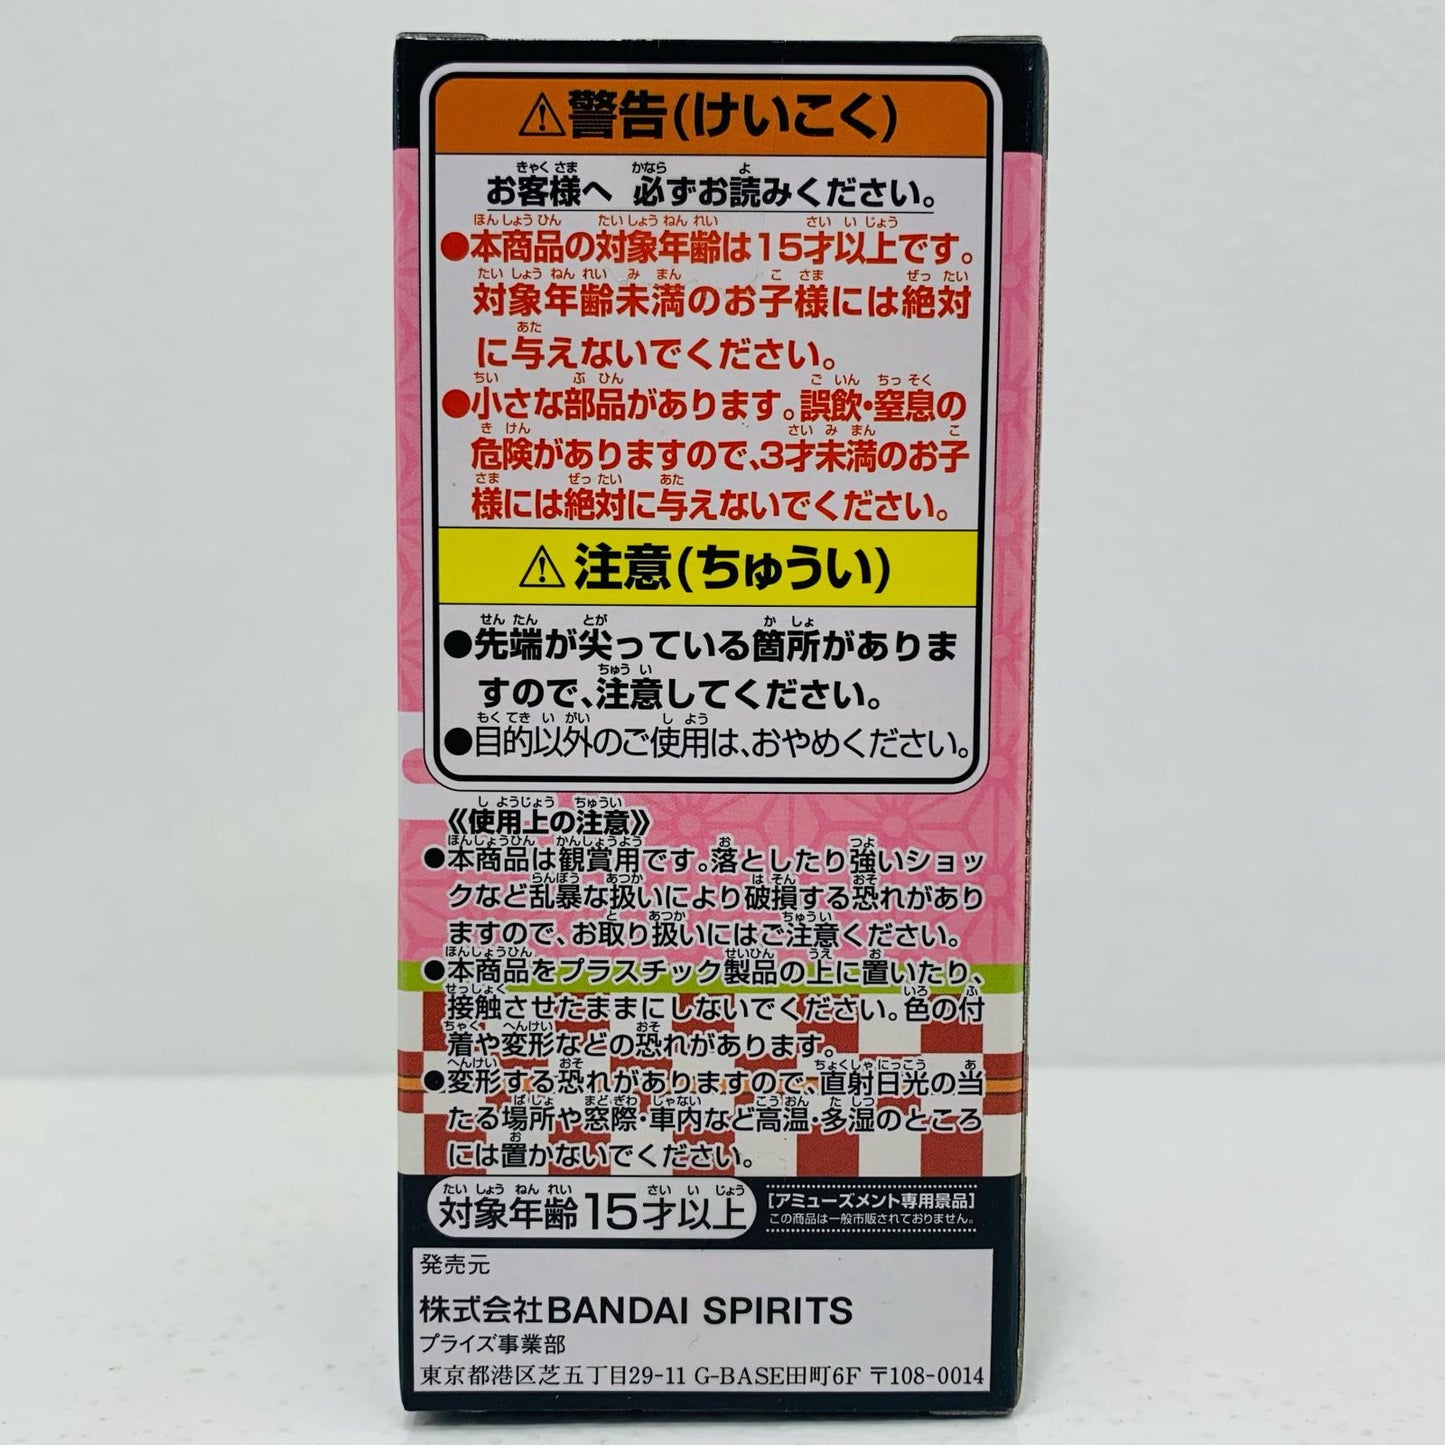 ⚠警告(けいこく)
お客様へ 必ずお読みください。
●本商品の対象年齢は15才以上です。
対象年齢未満のお子様には絶対
に与えないでください。
●小さな部品があります。誤飲・窒息の
危険がありますので、3才未満のお子
様には絶対に与えないでください。
⚠注意(ちゅうい)
●先端が尖っている箇所がありま
すので、注意してください。
●目的以外のご使用は、おやめください。
《使用上の注意》
●本商品は観賞用です。落としたり強いショッ
クなど乱暴な扱いにより破損する恐れがあり
ますので、お取り扱いにはご注意ください。
●本商品をプラスチック製品の上に置いたり、
接触させたままにしないでください。色の付
着や変形などの恐れがあります。
●変形する恐れがありますので、直射日光の当
たる場所や窓際・車内など高温・多湿のところ
には置かないでください。
対象年齢15才以上
[アミューズメント専用景品]
この商品は一般市販されておりません。
発売元
株式会社BANDAI SPIRITS
プライズ事業部
東京都港区芝五丁目29-11 G-BASE田町6F 〒108-0014